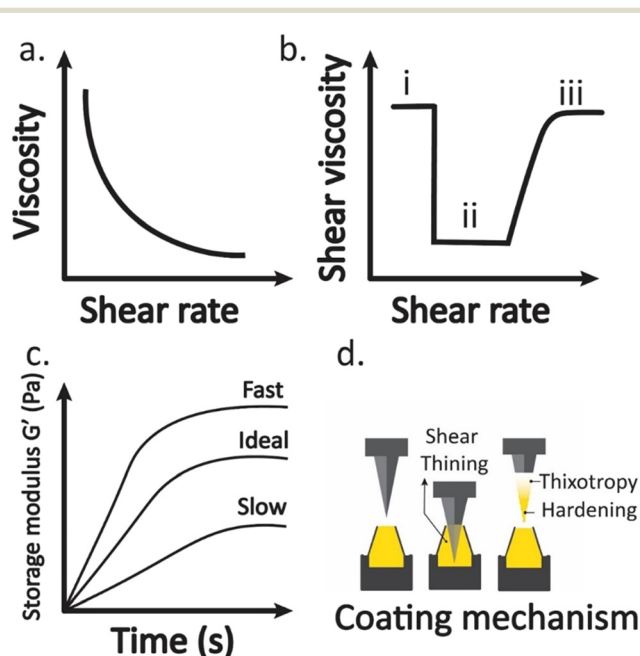 a.
Viscosity
Shear rate
b.
Shear viscosity
i
ii
iii
Shear rate
c.
Storage modulus G' (Pa)
Fast
Ideal
Slow
Time (s)
d.
Shear
Thining
Thixotropy
Hardening
Coating mechanism